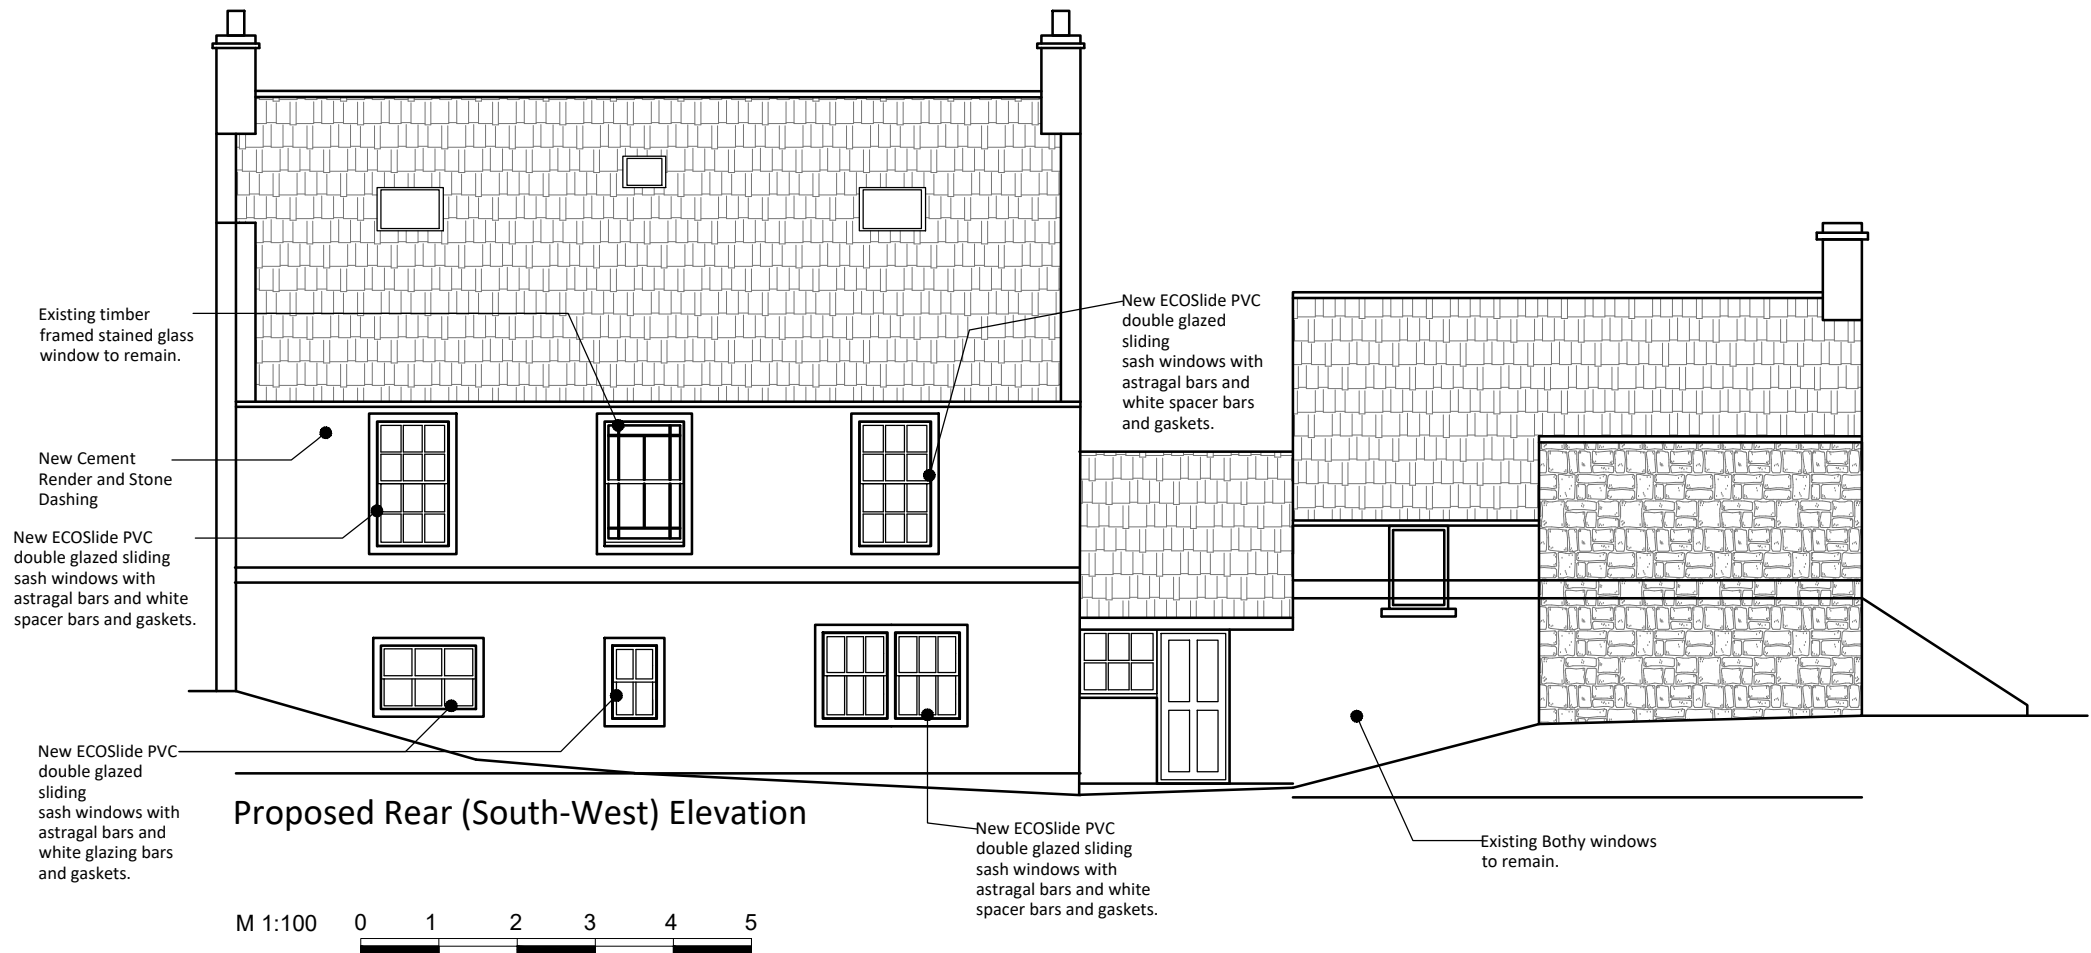 Existing timber
framed stained glass
window to remain.
New Cement
Render and Stone
Dashing
New ECOSlide PVC
double glazed sliding
sash windows with
astragal bars and white
spacer bars and gaskets.
New ECOSlide PVC
double glazed
sliding
sash windows with
astragal bars and
white glazing bars
and gaskets.
New ECOSlide PVC
double glazed
sliding
sash windows with
astragal bars and
white spacer bars
and gaskets.
Proposed Rear (South-West) Elevation
New ECOSlide PVC
double glazed sliding
sash windows with
astragal bars and white
spacer bars and gaskets.
Existing Bothy windows
to remain.
M 1:100 0 1 2 3 4 5